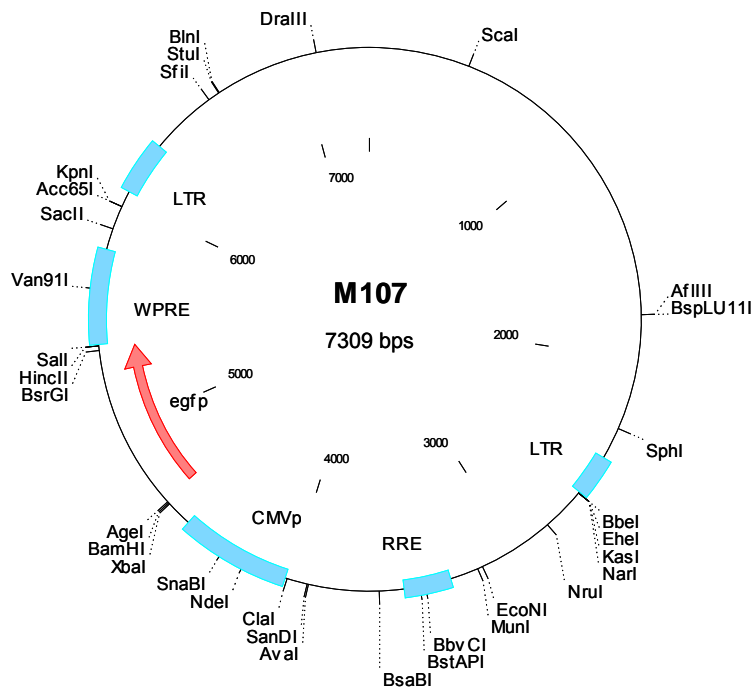 DraIII
ScaI
BlnI
StuI
SfiI
KpnI
Acc65I
SacII
Van91I
SalI
HincII
BsrGI
AgeI
BamHI
XbaI
SnaBI
NdeI
ClaI
SanDI
AvaI
BsaBI
BbvCI
BstAPI
EcoNI
MunI
NruI
BbeI
EheI
KasI
NarI
SphI
AflIII
BspLU11I
LTR
WPRE
egfp
CMVp
RRE
LTR
7000
1000
6000
2000
5000
4000
3000
M107
7309 bps